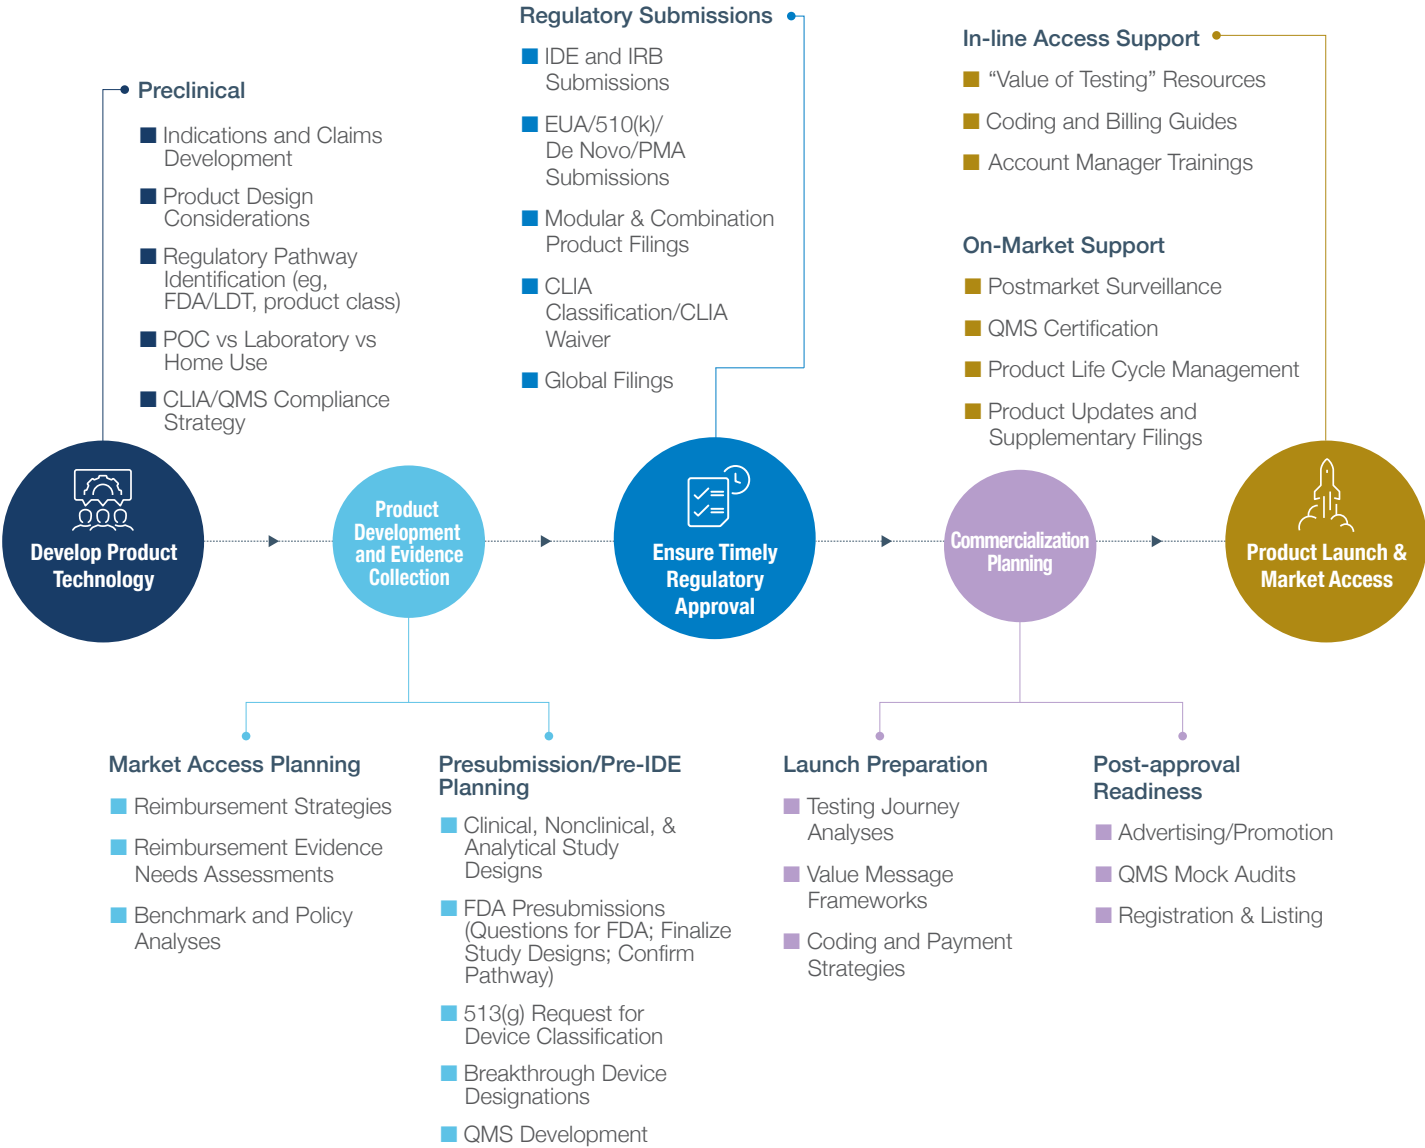 Preclinical
Indications and Claims
Development
Product Design
Considerations
Regulatory Pathway
Identification (eg,
FDA/LDT, product class)
POC vs Laboratory vs
Home Use
CLIA/QMS Compliance
Strategy
Regulatory Submissions
IDE and IRB
Submissions
EUA/510(k)/
De Novo/PMA
Submissions
Modular & Combination
Product Filings
CLIA
Classification/CLIA
Waiver
Global Filings
In-line Access Support
“Value of Testing” Resources
Coding and Billing Guides
Account Manager Trainings
On-Market Support
Postmarket Surveillance
QMS Certification
Product Life Cycle Management
Product Updates and
Supplementary Filings
Develop Product
Technology
Product
Development
and Evidence
Collection
Ensure Timely
Regulatory
Approval
Commercialization
Planning
Product Launch &
Market Access
Market Access Planning
Reimbursement Strategies
Reimbursement Evidence
Needs Assessments
Benchmark and Policy
Analyses
Presubmission/Pre-IDE
Planning
Clinical, Nonclinical, &
Analytical Study
Designs
FDA Presubmissions
(Questions for FDA; Finalize
Study Designs; Confirm
Pathway)
513(g) Request for
Device Classification
Breakthrough Device
Designations
QMS Development
Launch Preparation
Testing Journey
Analyses
Value Message
Frameworks
Coding and Payment
Strategies
Post-approval
Readiness
Advertising/Promotion
QMS Mock Audits
Registration & Listing